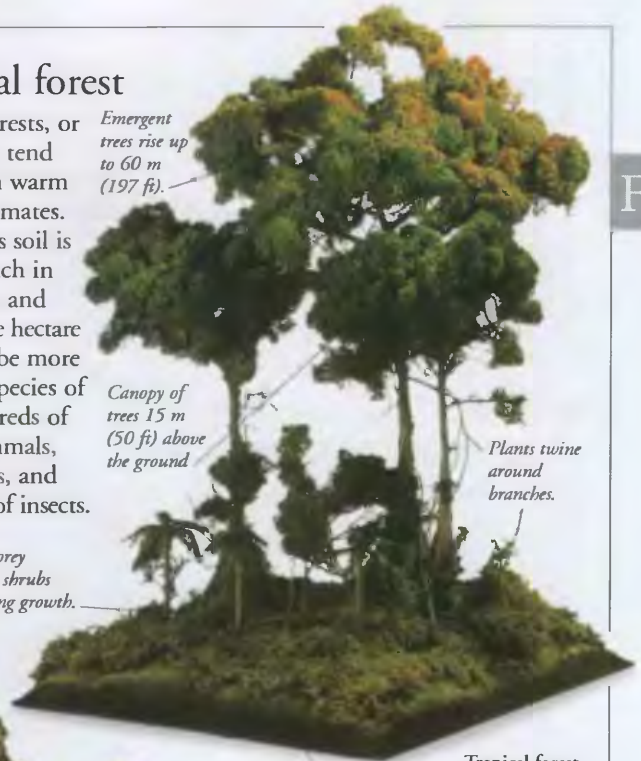 al forest
rests, or
tend
warm
mates.
s soil is
ch in
and
e hectare
be more
pecies of
reds of
mals,
s, and
of insects.
Emergent
trees rise up
to 60 m
(197 ft).
Canopy of
trees 15 m
(50 ft) above
the ground
Plants twine
around
branches.
orey
shrubs
ng growth.
F
Tropical forest